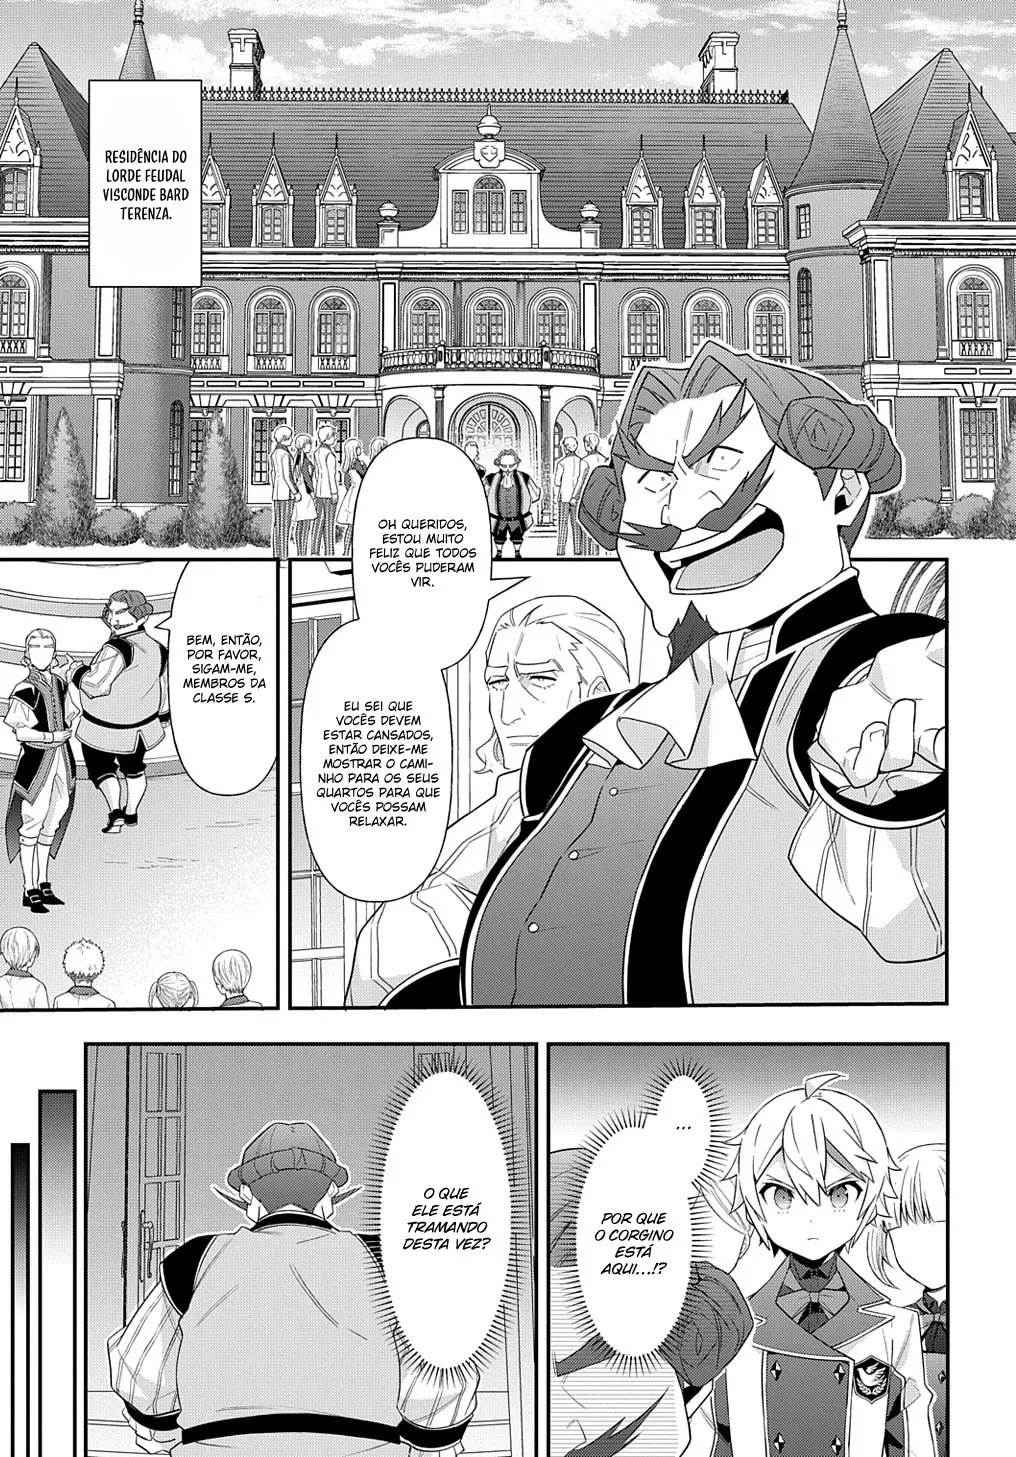 RESIDÊNCIA DO
LORDE FEUDAL
VISCONDE BARD
TERENZA.
OH QUERIDOS,
ESTOU MUITO
FELIZ QUE TODOS
VOCÊS PUDERAM
VIR.
EU SEI QUE
VOCÊS DEVEM
ESTAR CANSADOS,
ENTÃO DEIXE-ME
MOSTRAR O CAMI-
NHO PARA OS SEUS
QUARTOS PARA QUE
VOCÊS POSSAM
RELAXAR.
BEM, ENTÃO,
POR FAVOR,
SIGAM-ME,
MEMBROS DA
CLASSE S.
...
POR QUE
O CORGINO
ESTÁ
AQUI...!?
O QUE
ELE ESTÁ
TRAMANDO
DESTA VEZ?